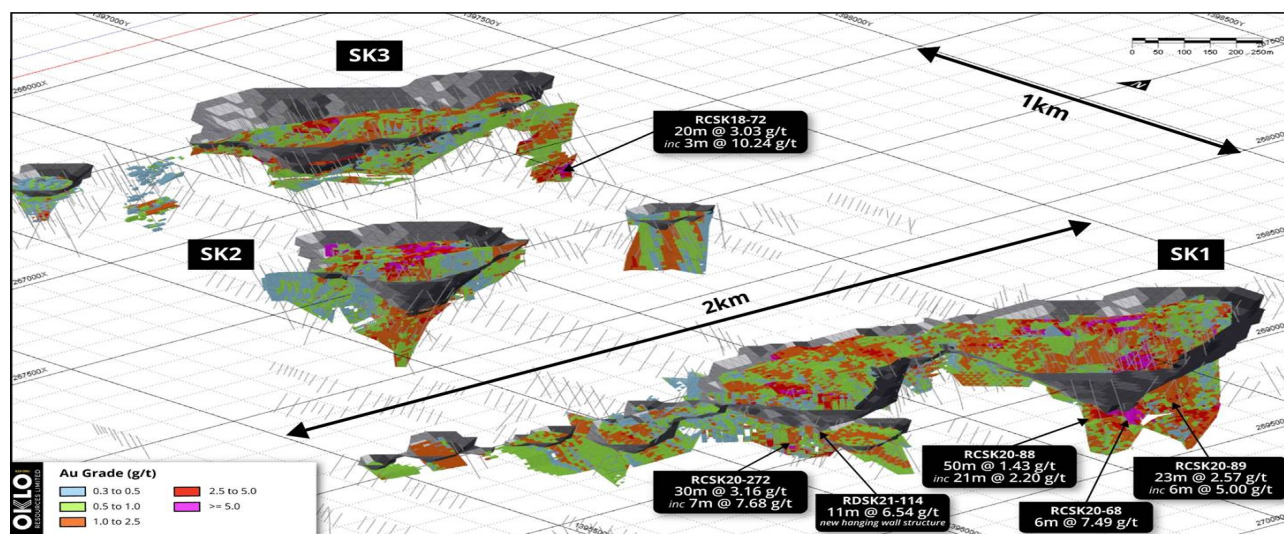 1397000Y
1397500Y
1398000Y
1398500Y
0 50 100 150 200 250m
SK3
266000X
1km
N
RCSK18-72
20m @ 3.03 g/t
inc 3m @ 10.24 g/t
SK2
SK1
2km
267000X
267500X
268000X
268500X
269000X
RCSK20-88
50m @ 1.43 g/t
inc 21m @ 2.20 g/t
RCSK20-89
23m @ 2.57 g/t
inc 6m @ 5.00 g/t
RCSK20-272
30m @ 3.16 g/t
inc 7m @ 7.68 g/t
RDSK21-114
11m @ 6.54 g/t
new hanging wall structure
RCSK20-68
6m @ 7.49 g/t
OKLO
RESOURCES LIMITED
Au Grade (g/t)
0.3 to 0.5
0.5 to 1.0
1.0 to 2.5
2.5 to 5.0
>= 5.0
270000X